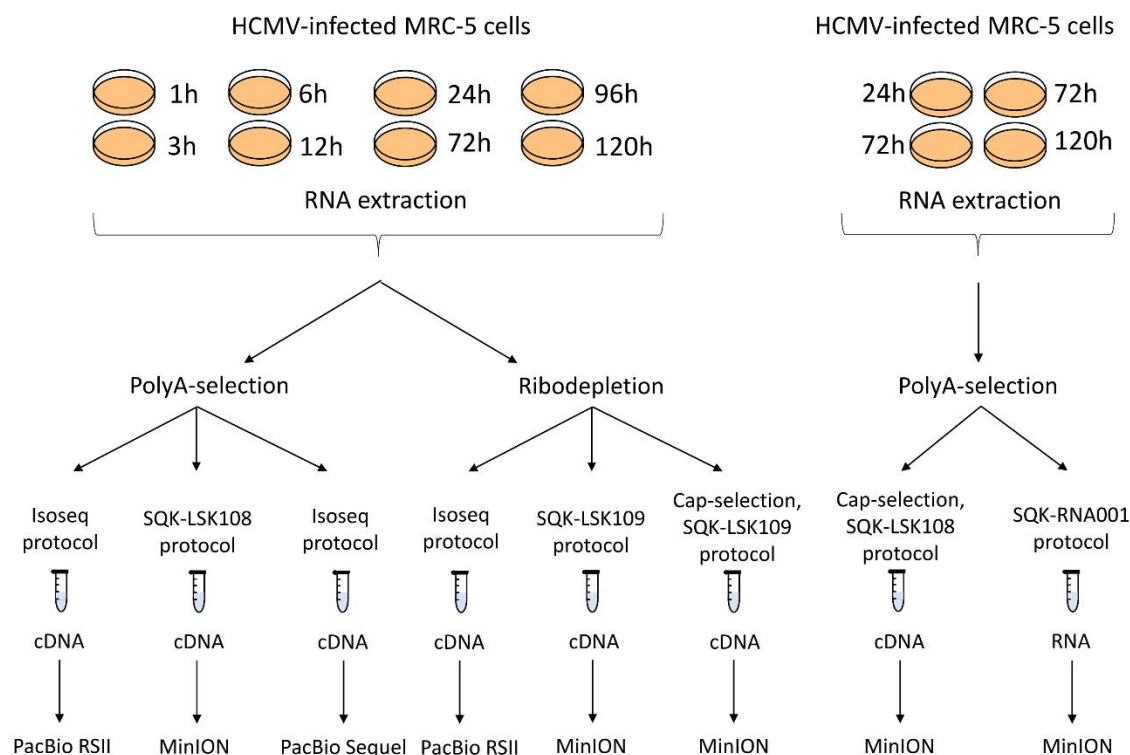 HCMV-infected MRC-5 cells
1h
6h
24h
96h
3h
12h
72h
120h
RNA extraction
HCMV-infected MRC-5 cells
24h
72h
72h
120h
RNA extraction
PolyA-selection
Ribodepletion
PolyA-selection
Isoseq
protocol
SQK-LSK108
protocol
Isoseq
protocol
Isoseq
protocol
SQK-LSK109
protocol
Cap-selection,
SQK-LSK109
protocol
Cap-selection,
SQK-LSK108
protocol
SQK-RNA001
protocol
cDNA
cDNA
cDNA
cDNA
cDNA
cDNA
cDNA
RNA
PacBio RSII
MinION
PacBio Sequel
PacBio RSII
MinION
MinION
MinION
MinION